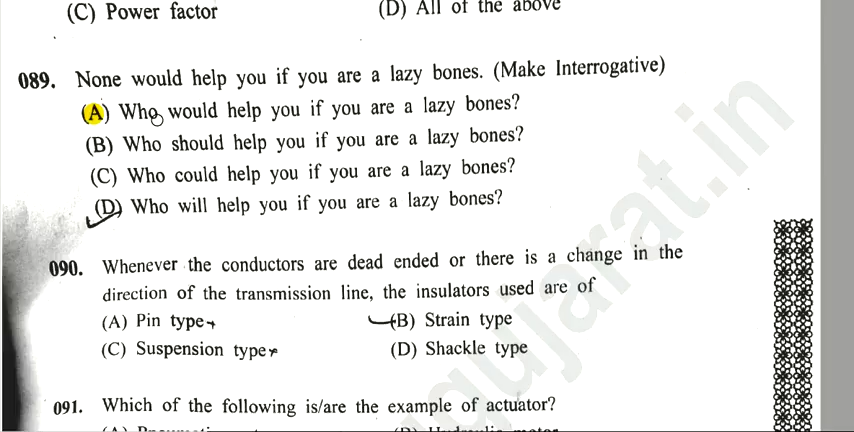 (C) Power factor (D) All of the above
089. None would help you if you are a lazy bones. (Make Interrogative)
(A) Who would help you if you are a lazy bones?
(B) Who should help you if you are a lazy bones?
(C) Who could help you if you are a lazy bones?
(D) Who will help you if you are a lazy bones?
090. Whenever the conductors are dead ended or there is a change in the
direction of the transmission line, the insulators used are of
(A) Pin type (B) Strain type
(C) Suspension type (D) Shackle type
091. Which of the following is/are the example of actuator?
gujarat.in